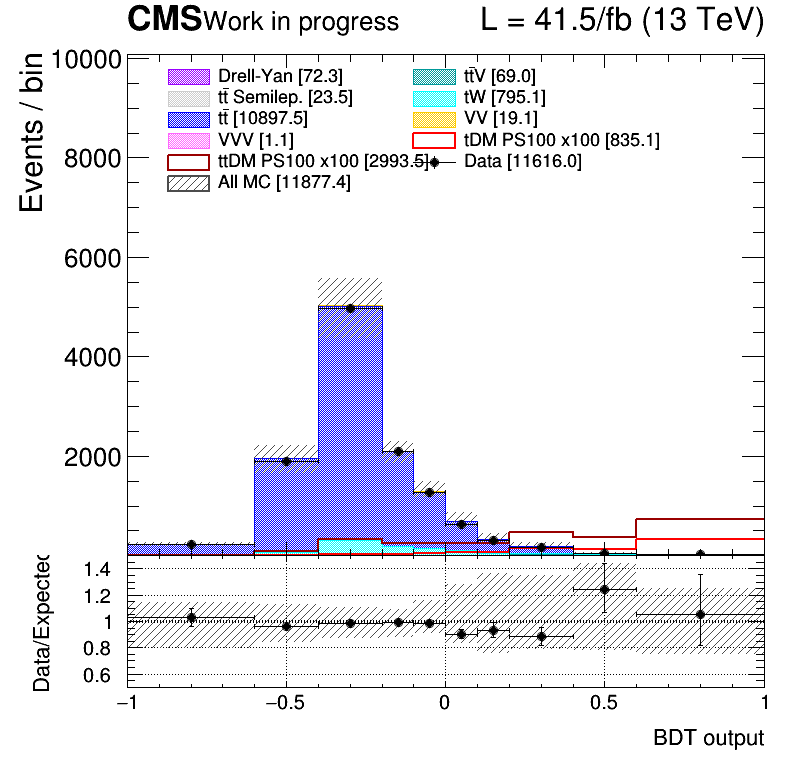 CMS Work in progress L = 41.5/fb (13 TeV)
Events / bin
10000
8000
6000
4000
2000
Drell-Yan [72.3] tt̄V [69.0]
tt̄ Semilep. [23.5] tW [795.1]
tt̄ [10897.5] VV [19.1]
VVV [1.1] tDM PS100 x100 [835.1]
ttDM PS100 x100 [2993.5] Data [11616.0]
All MC [11877.4]
Data/Expected
1.4
1.2
1
0.8
0.6
−1 −0.5 0 0.5 1
BDT output